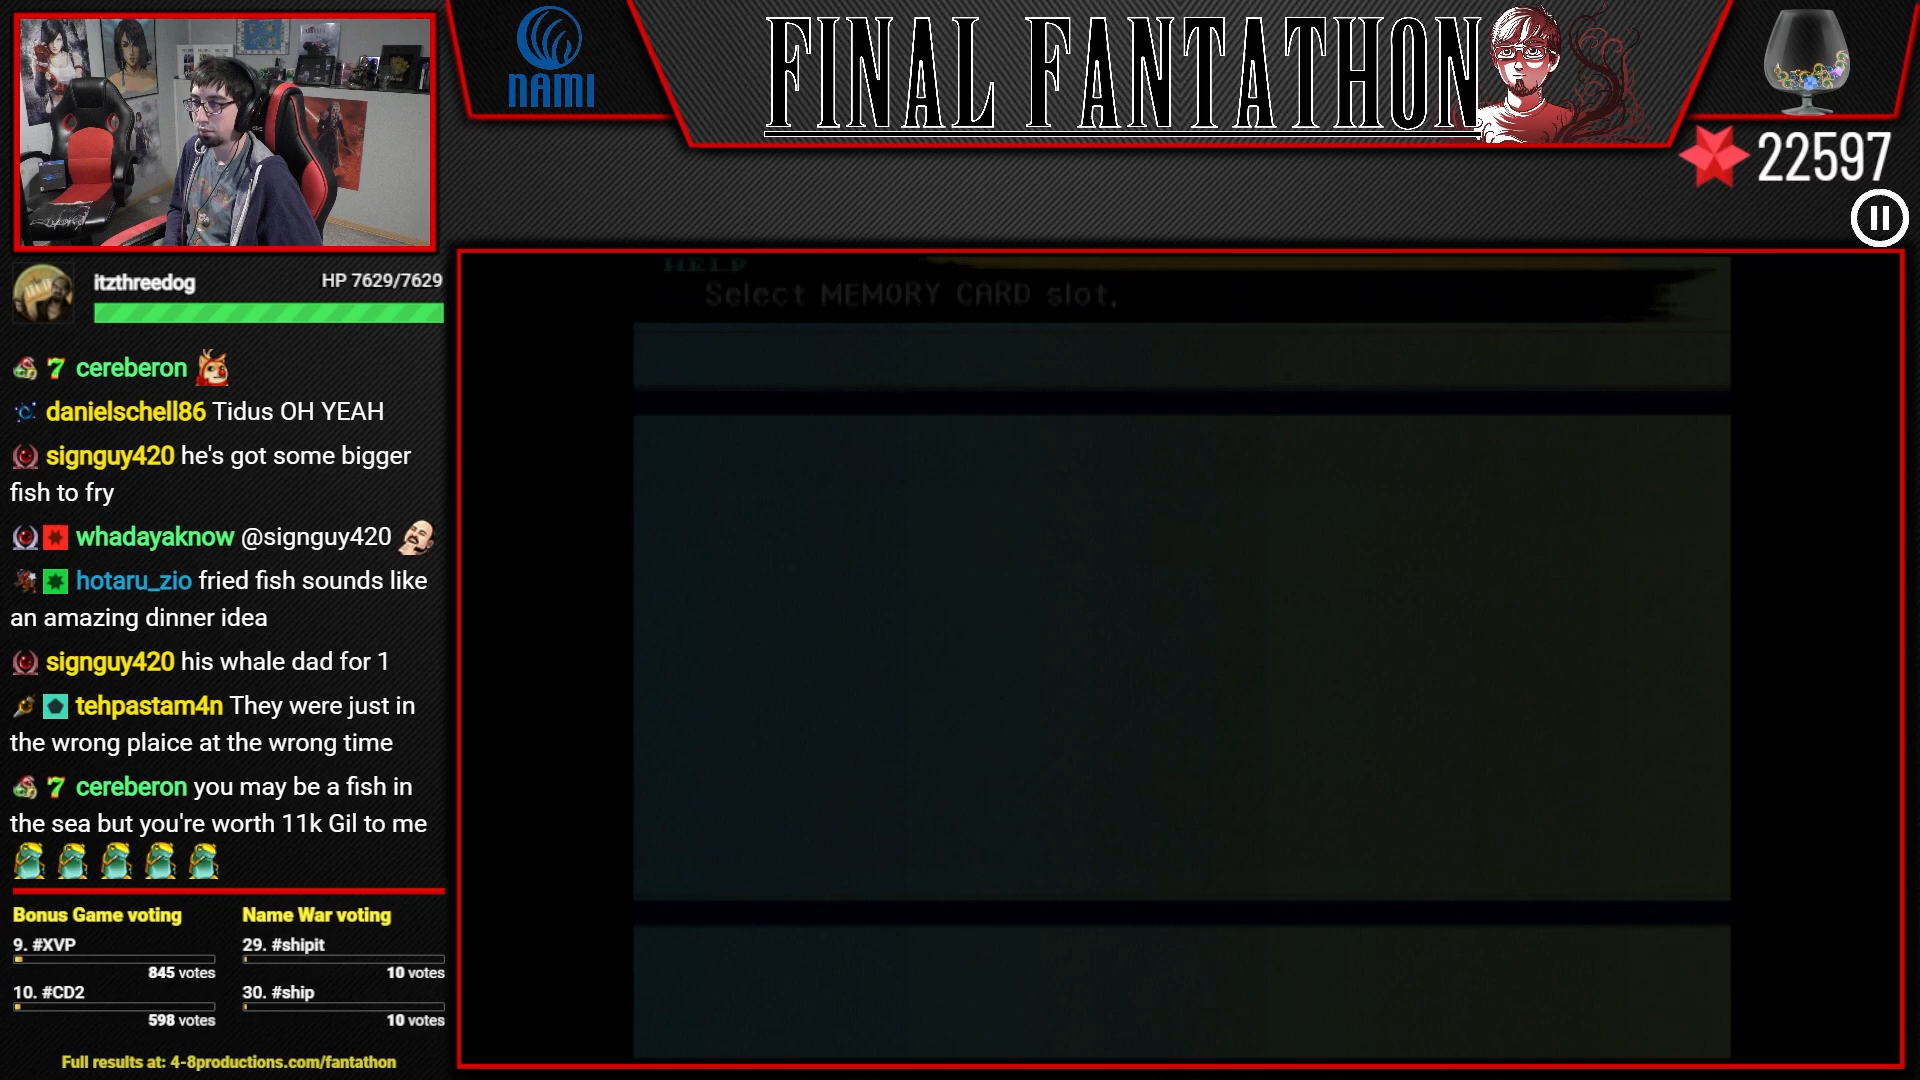 NAMI
FINAL FANTATHON
22597
itzthreedog HP 7629/7629
HELP
Select MEMORY CARD slot.
7 cereberon
danielschell86 Tidus OH YEAH
signguy420 he's got some bigger
fish to fry
whadayaknow @signguy420
hotaru_zio fried fish sounds like
an amazing dinner idea
signguy420 his whale dad for 1
tehpastam4n They were just in
the wrong plaice at the wrong time
7 cereberon you may be a fish in
the sea but you're worth 11k Gil to me
Bonus Game voting
9. #XVP
845 votes
10. #CD2
598 votes
Name War voting
29. #shipit
10 votes
30. #ship
10 votes
Full results at: 4-8productions.com/fantathon